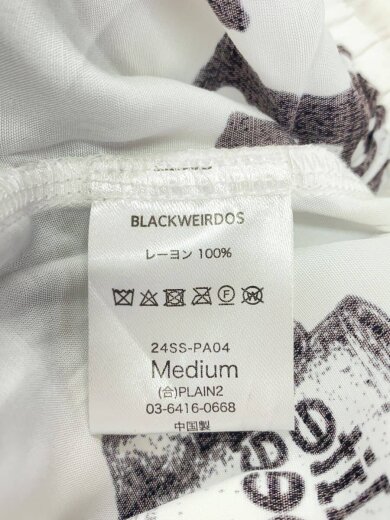 BLACKWEIRDOS
レーヨン 100%
24SS-PA04
Medium
(合)PLAIN2
03-6416-0668
中国製